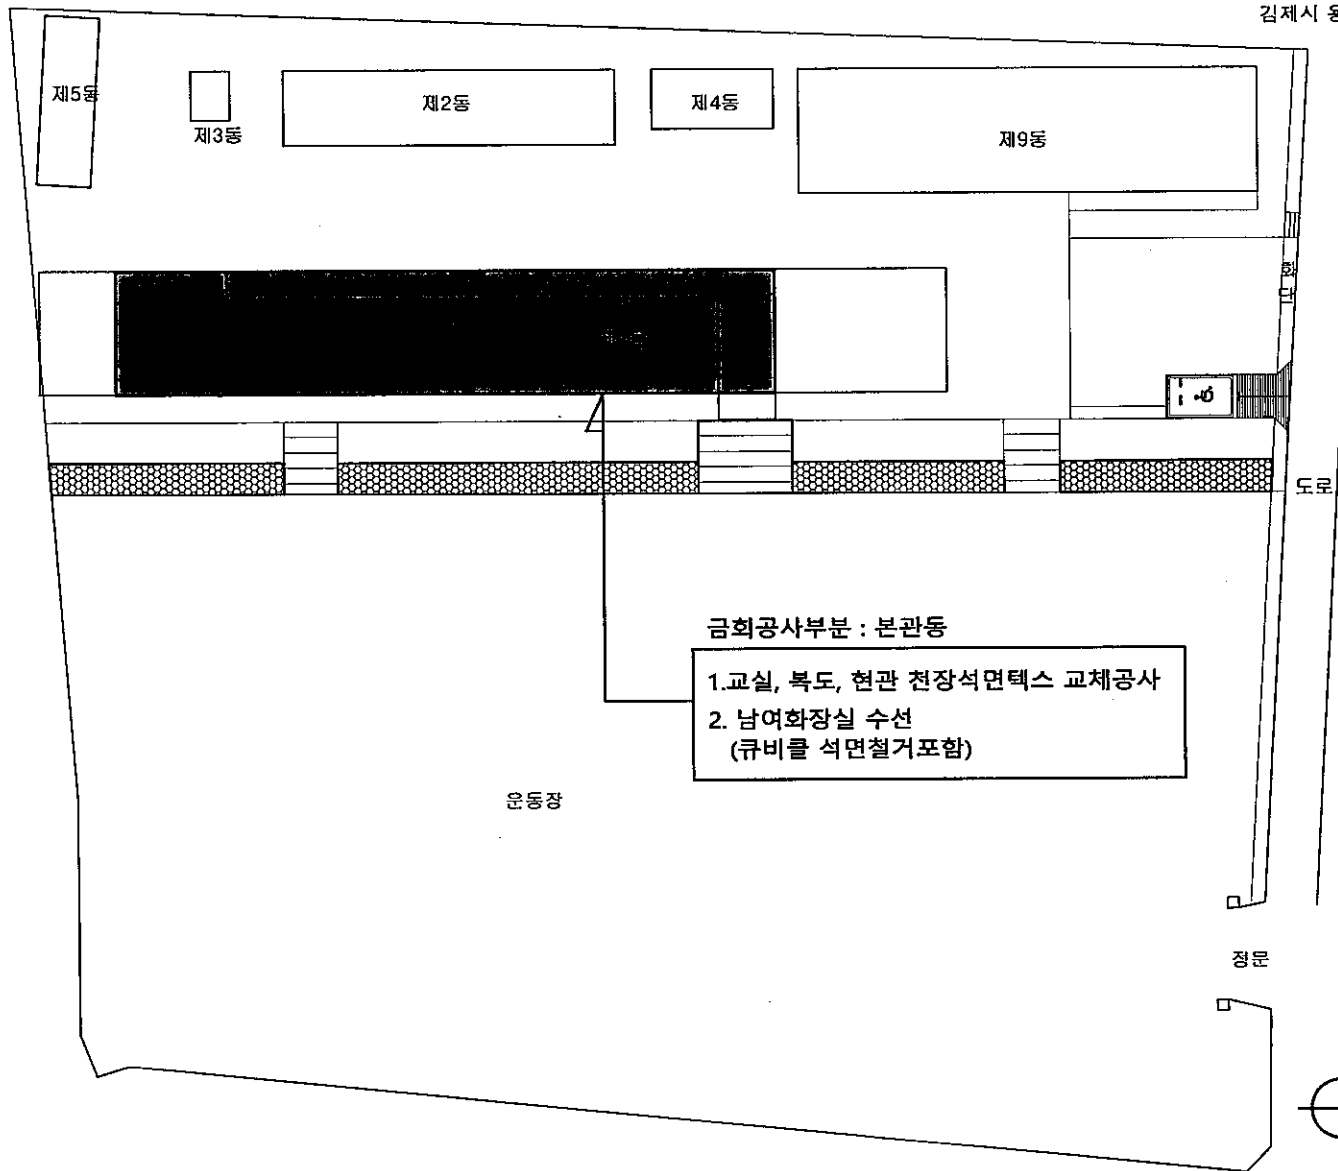 김제시
제5동
제3동
제2동
제4동
제9동
화
단
도로
금회공사부분 : 본관동
1.교실, 복도, 현관 천장석면텍스 교체공사
2. 남여화장실 수선
(큐비클 석면철거포함)
운동장
정문